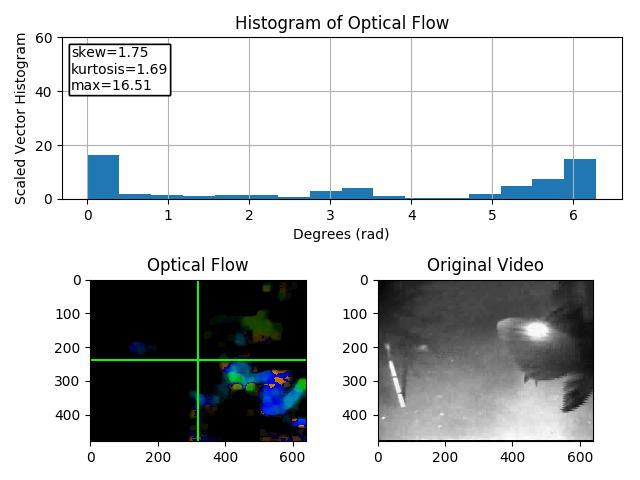 Histogram of Optical Flow
60
40
20
0
Scaled Vector Histogram
skew=1.75
kurtosis=1.69
max=16.51
0 1 2 3 4 5 6
Degrees (rad)
Optical Flow
0
100
200
300
400
0 200 400 600
Original Video
0
100
200
300
400
0 200 400 600